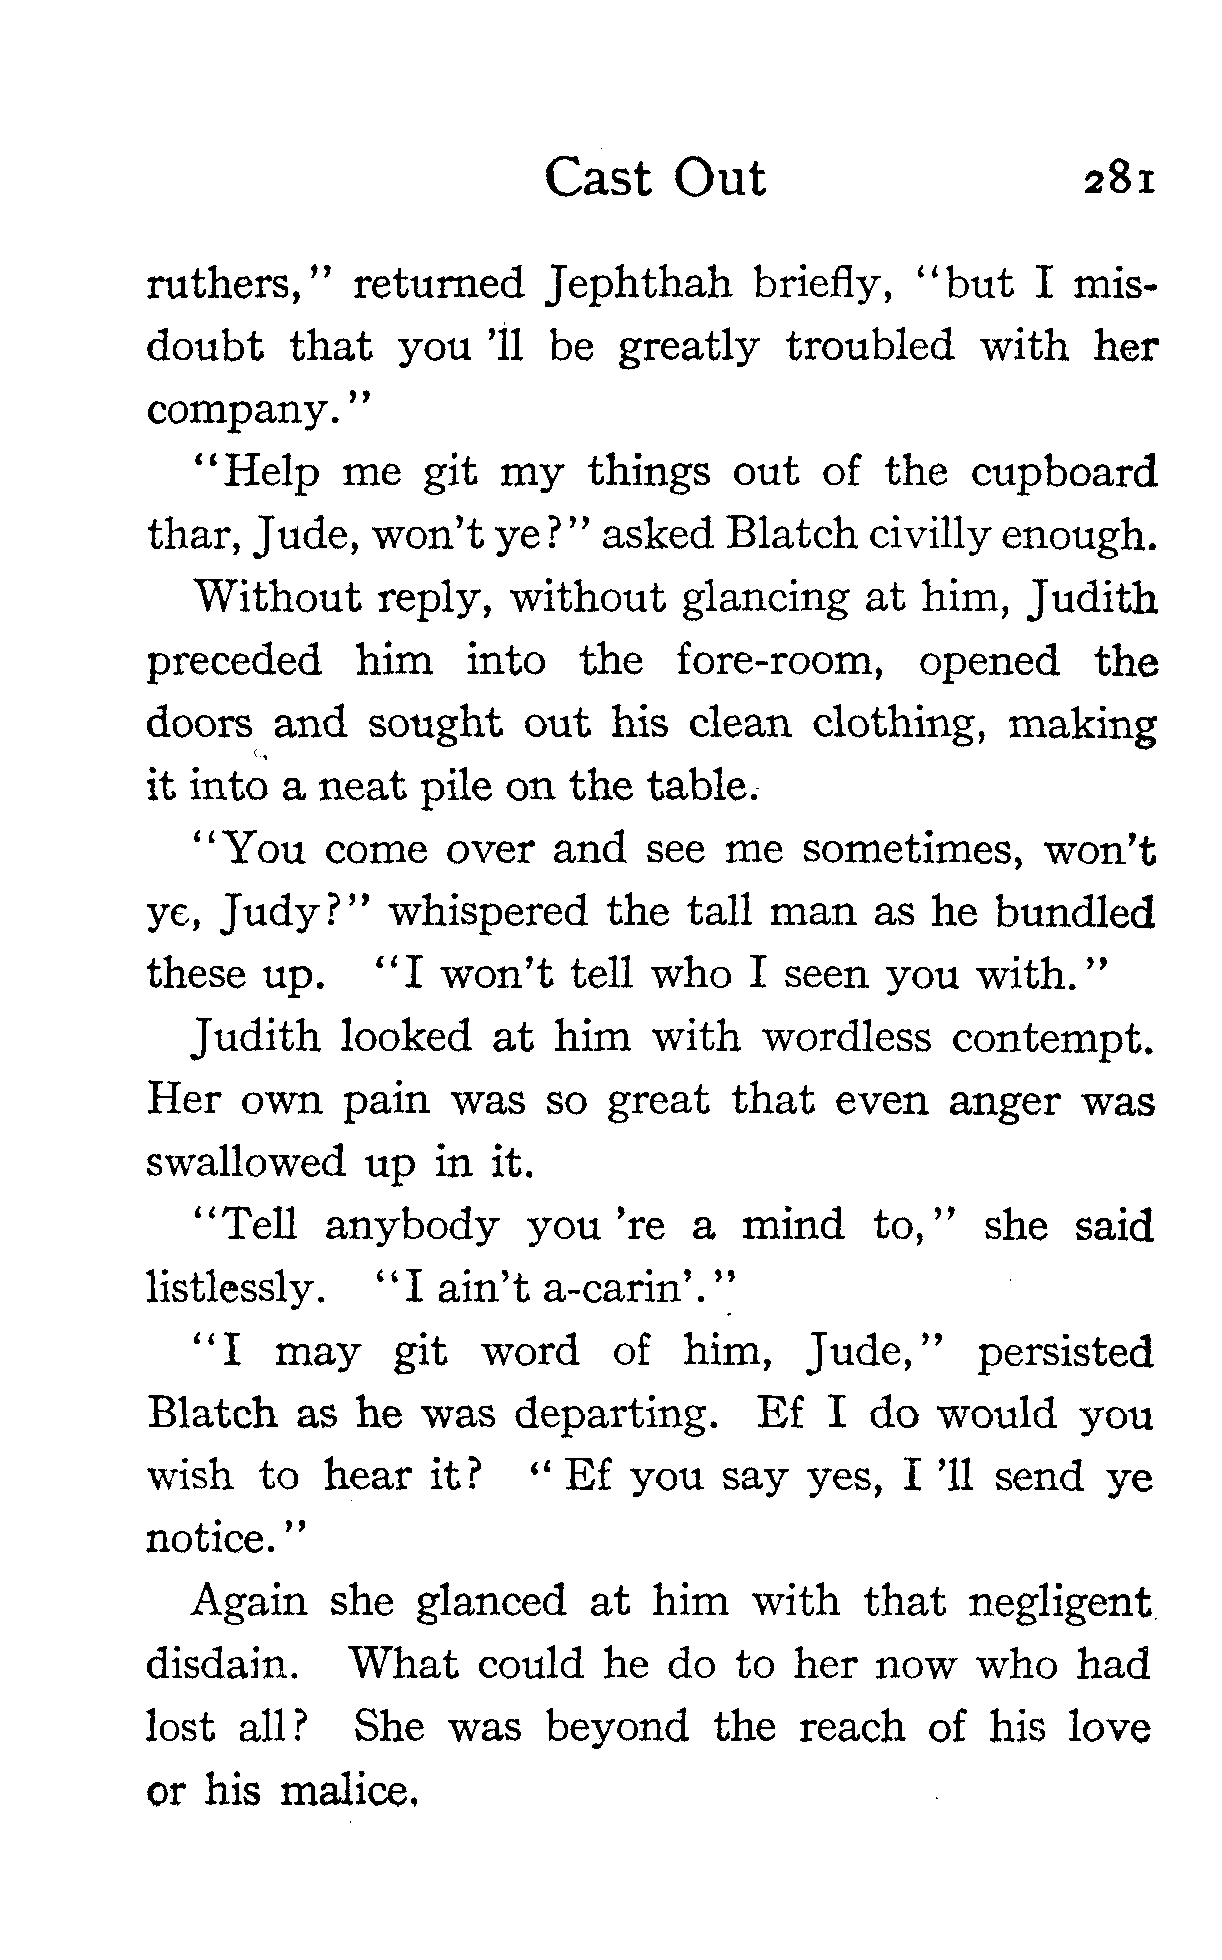 Cast Out 281
ruthers," returned Jephthah briefly, "but I mis-
doubt that you 'll be greatly troubled with her
company."
"Help me git my things out of the cupboard
thar, Jude, won't ye?" asked Blatch civilly enough.
Without reply, without glancing at him, Judith
preceded him into the fore-room, opened the
doors and sought out his clean clothing, making
it into a neat pile on the table.
"You come over and see me sometimes, won't
ye, Judy?" whispered the tall man as he bundled
these up. "I won't tell who I seen you with."
Judith looked at him with wordless contempt.
Her own pain was so great that even anger was
swallowed up in it.
"Tell anybody you 're a mind to," she said
listlessly. "I ain't a-carin'."
"I may git word of him, Jude," persisted
Blatch as he was departing. Ef I do would you
wish to hear it? " Ef you say yes, I 'll send ye
notice."
Again she glanced at him with that negligent
disdain. What could he do to her now who had
lost all? She was beyond the reach of his love
or his malice.